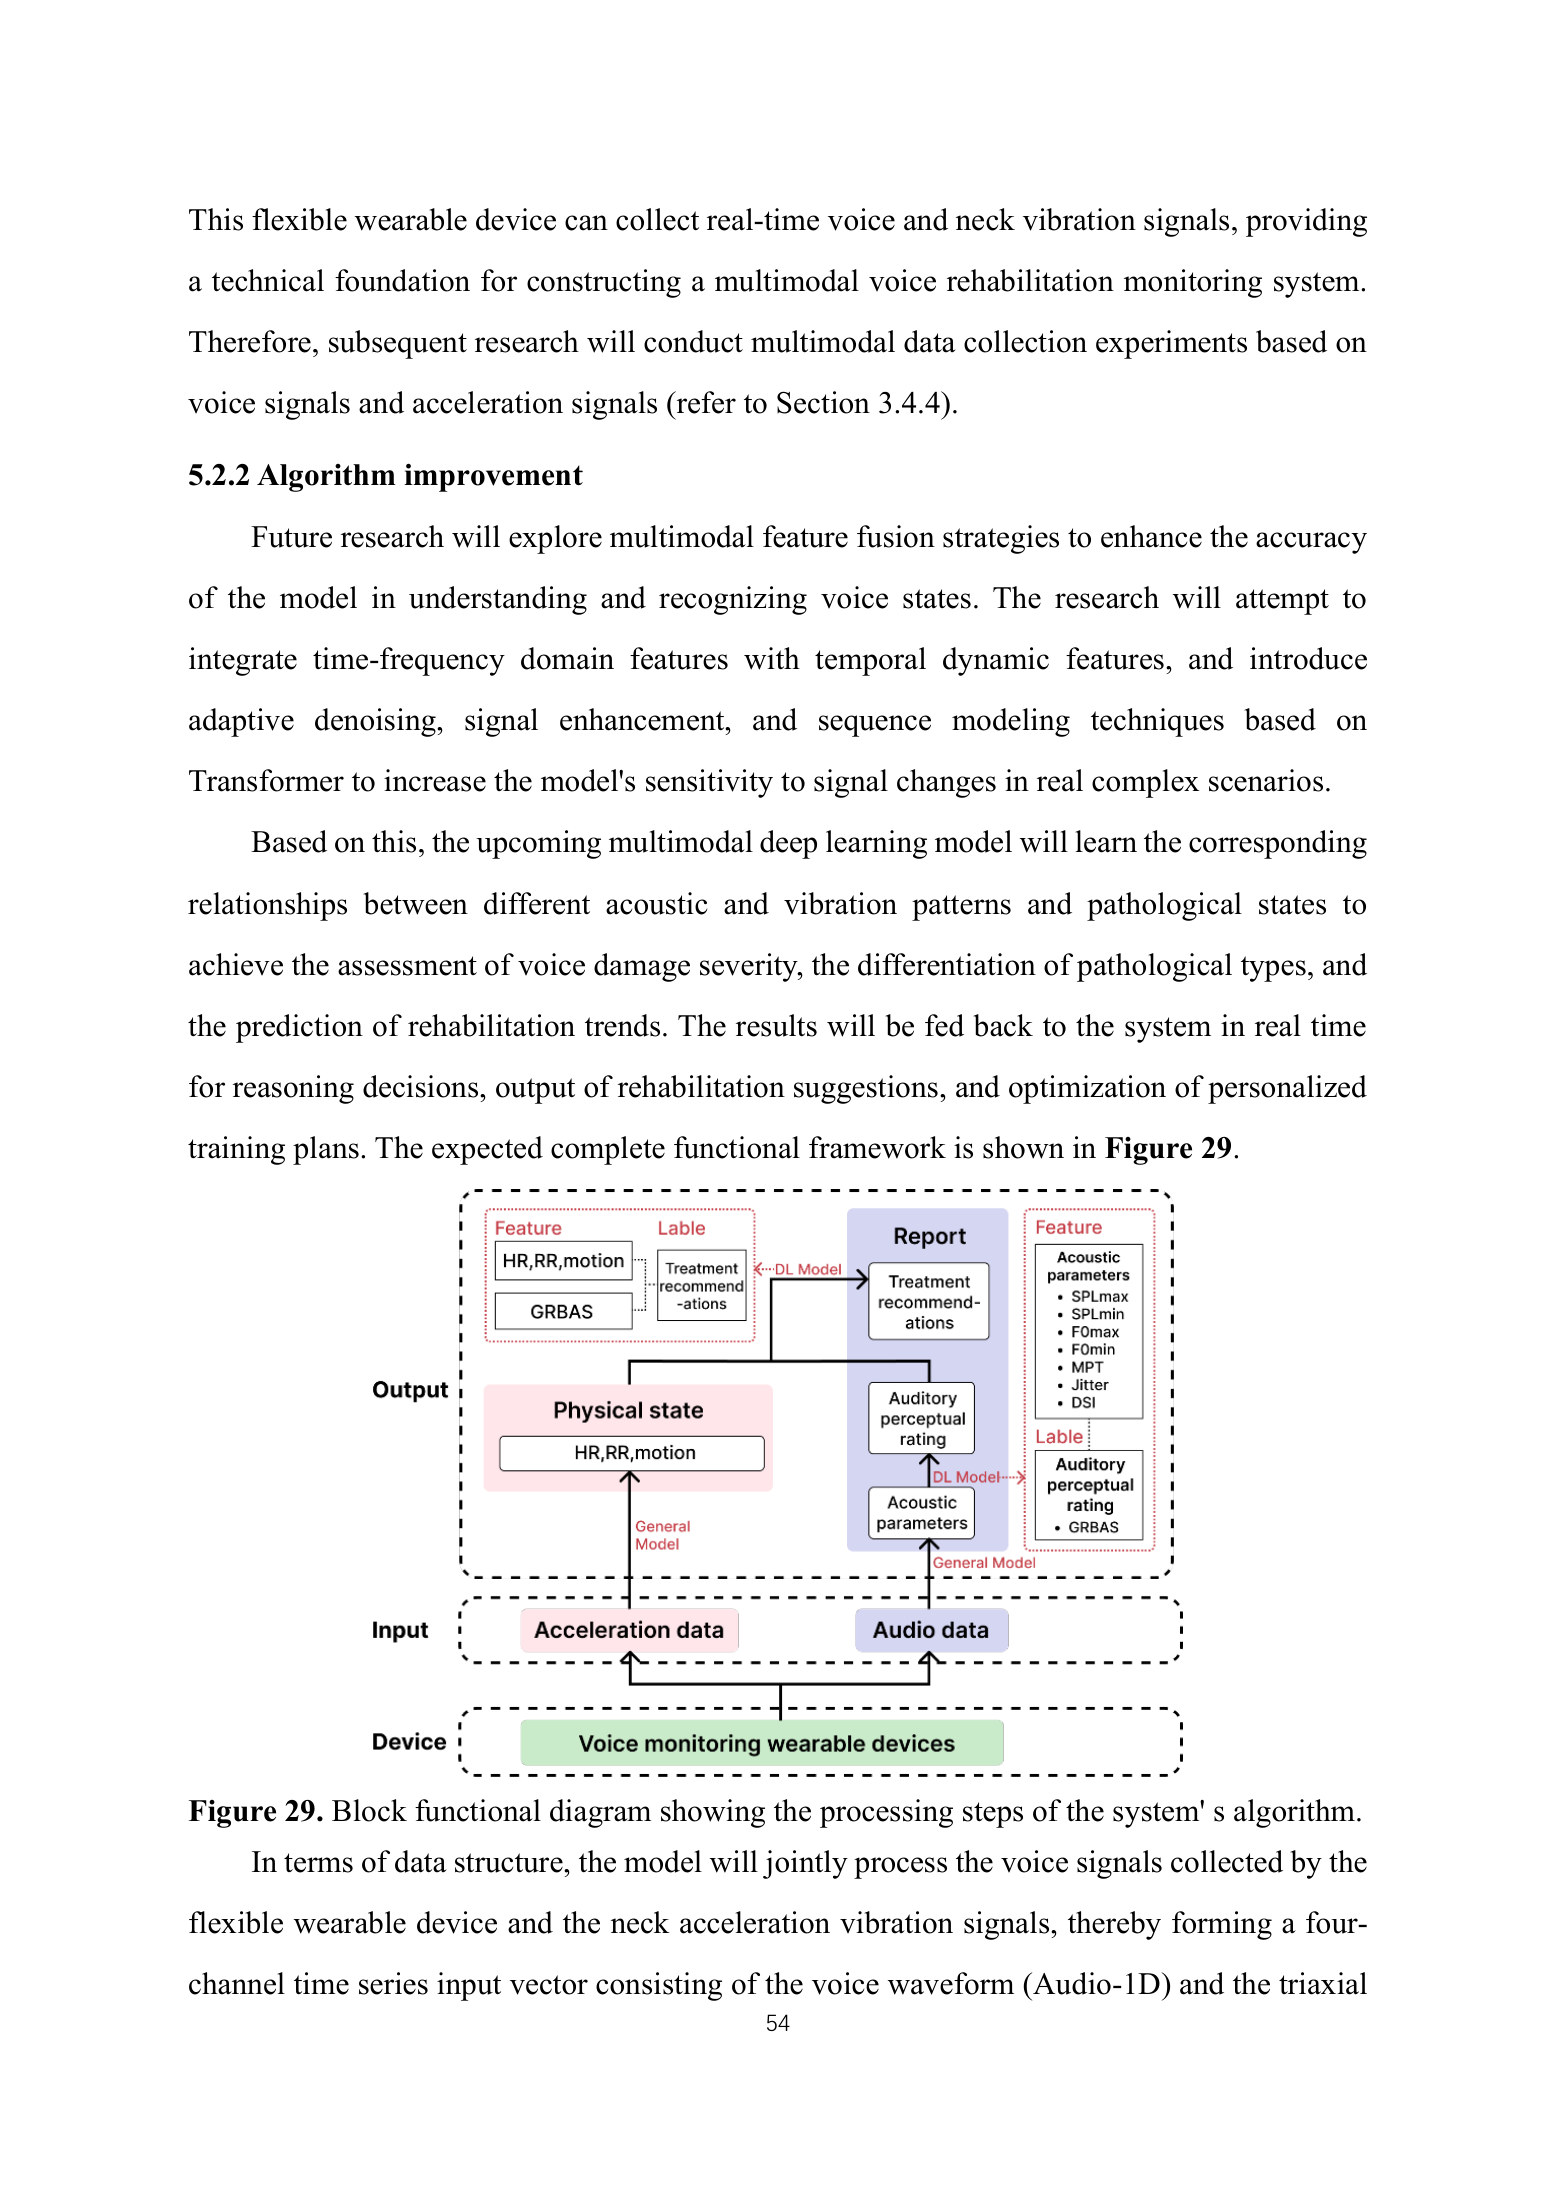 This flexible wearable device can collect real-time voice and neck vibration signals, providing
a technical foundation for constructing a multimodal voice rehabilitation monitoring system.
Therefore, subsequent research will conduct multimodal data collection experiments based on
voice signals and acceleration signals (refer to Section 3.4.4).
5.2.2 Algorithm improvement
Future research will explore multimodal feature fusion strategies to enhance the accuracy
of the model in understanding and recognizing voice states. The research will attempt to
integrate time-frequency domain features with temporal dynamic features, and introduce
adaptive denoising, signal enhancement, and sequence modeling techniques based on
Transformer to increase the model's sensitivity to signal changes in real complex scenarios.
Based on this, the upcoming multimodal deep learning model will learn the corresponding
relationships between different acoustic and vibration patterns and pathological states to
achieve the assessment of voice damage severity, the differentiation of pathological types, and
the prediction of rehabilitation trends. The results will be fed back to the system in real time
for reasoning decisions, output of rehabilitation suggestions, and optimization of personalized
training plans. The expected complete functional framework is shown in Figure 29.
Output
Feature
Lable
HR,RR,motion
GRBAS
Treatment
recommend
-ations
DL Model
Report
Treatment
recommend-
ations
Feature
Acoustic
parameters
• SPLmax
• SPLmin
• F0max
• F0min
• MPT
• Jitter
• DSI
Lable
Auditory
perceptual
rating
• GRBAS
Physical state
HR,RR,motion
Auditory
perceptual
rating
DL Model
Acoustic
parameters
General
Model
General Model
Input
Acceleration data
Audio data
Device
Voice monitoring wearable devices
Figure 29. Block functional diagram showing the processing steps of the system' s algorithm.
In terms of data structure, the model will jointly process the voice signals collected by the
flexible wearable device and the neck acceleration vibration signals, thereby forming a four-
channel time series input vector consisting of the voice waveform (Audio-1D) and the triaxial
54